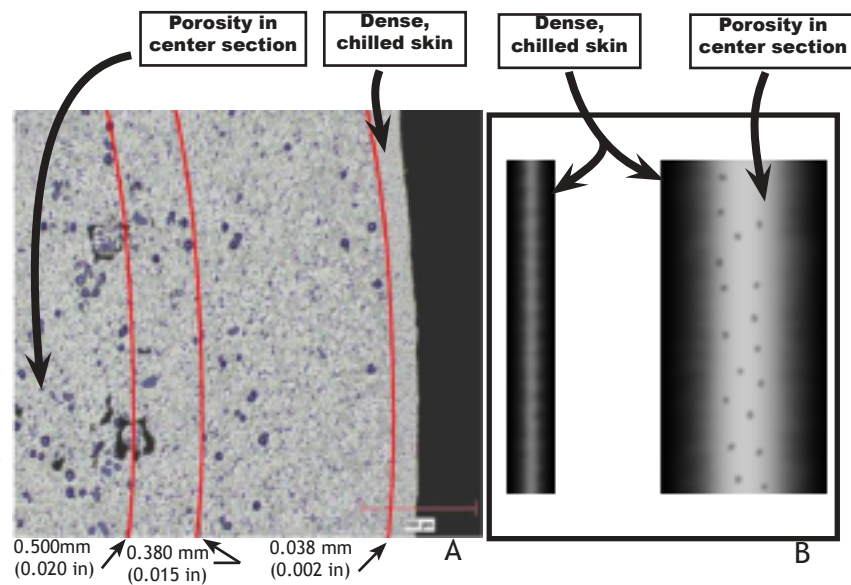 Porosity in
center section
Dense,
chilled skin
Dense,
chilled skin
Porosity in
center section
0.500mm
(0.020 in)
0.380 mm
(0.015 in)
0.038 mm
(0.002 in)
A
B